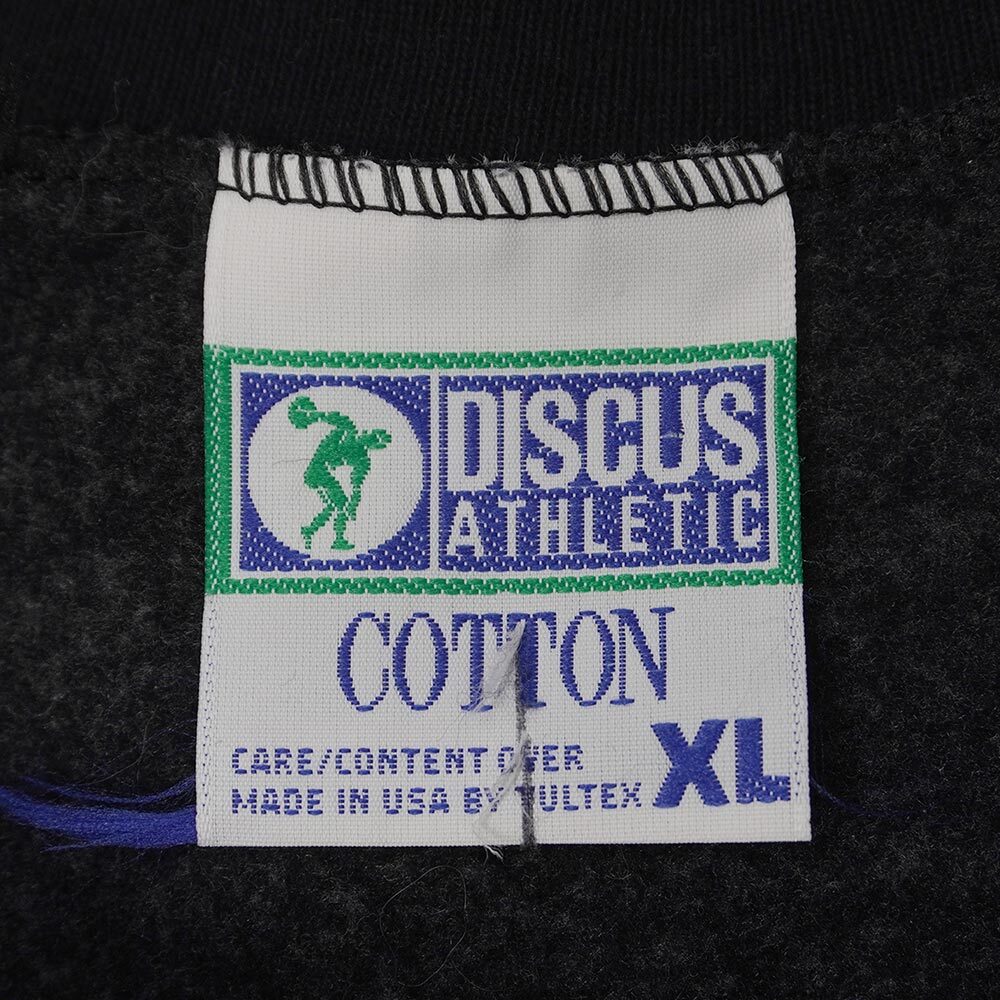 DISCUS
ATHLETIC
COTTON
CARE/CONTENT OVER
MADE IN USA BY TULTEX XL